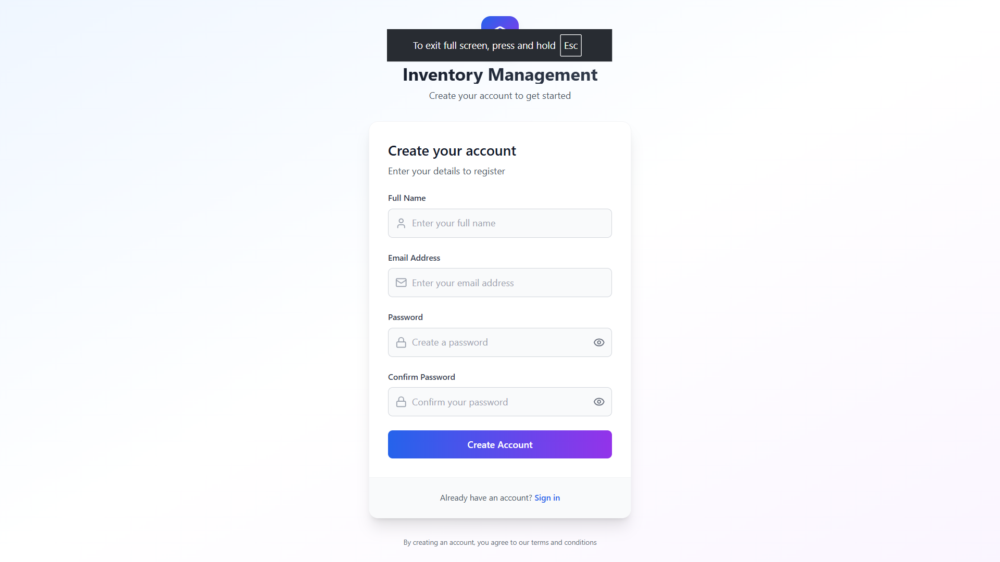 To exit full screen, press and hold Esc
Inventory Management
Create your account to get started
Create your account
Enter your details to register
Full Name
Enter your full name
Email Address
Enter your email address
Password
Create a password
Confirm Password
Confirm your password
Create Account
Already have an account? Sign in
By creating an account, you agree to our terms and conditions